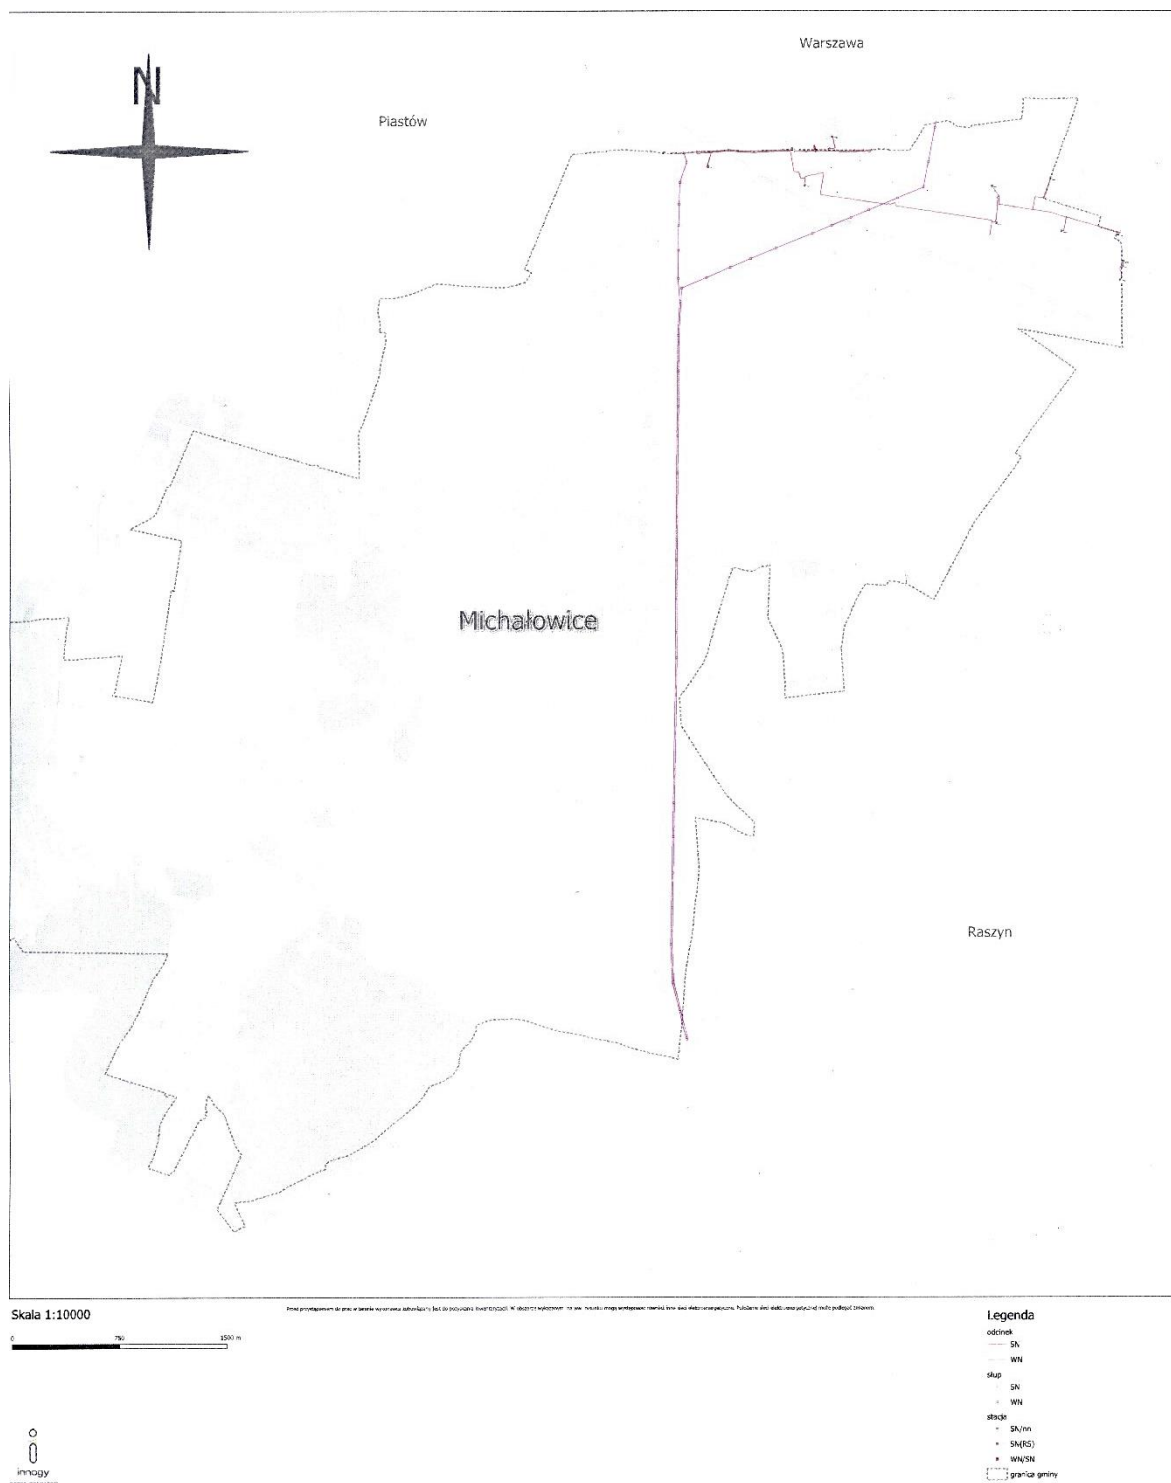 Warszawa
N
Piastów
Michałowice
Raszyn
Skala 1:10000
0 750 1500 m
Legenda
odcinek
SN
WN
słup
SN
WN
stacja
SN/nn
SN(RS)
WN/SN
granica gminy
innogy